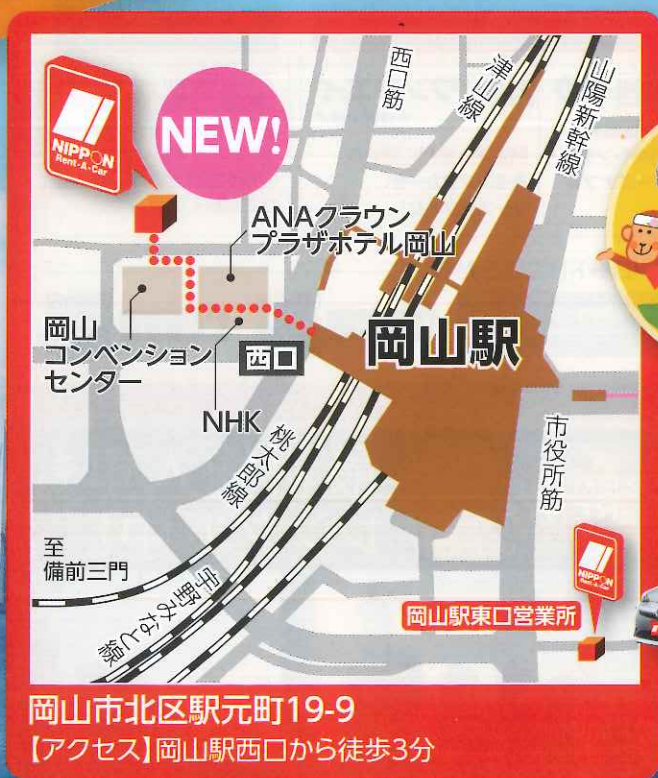 NIPPON
Rent-A-Car
NEW!
西口筋
津山線
山陽新幹線
ANAクラウン
プラザホテル岡山
岡山
コンベンション
センター
西口
岡山駅
NHK
桃太郎線
市役所筋
至
備前三門
宇野みなと線
NIPPON
Rent-A-Car
岡山駅東口営業所
岡山市北区駅元町19-9
【アクセス】岡山駅西口から徒歩3分